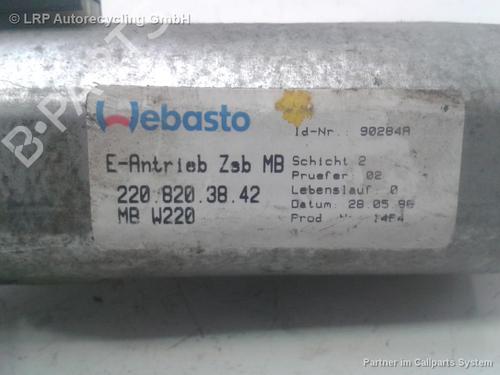 © LRP Autorecycling GmbH
Webasto
E-Antrieb Zsb MB
220.820.38.42
MB W220
Id-Nr. : 90284A
Schicht 2
Pruefer 02
Lebenslauf 0
Datum: 28.05.98
Prod
Partner im Callparts System